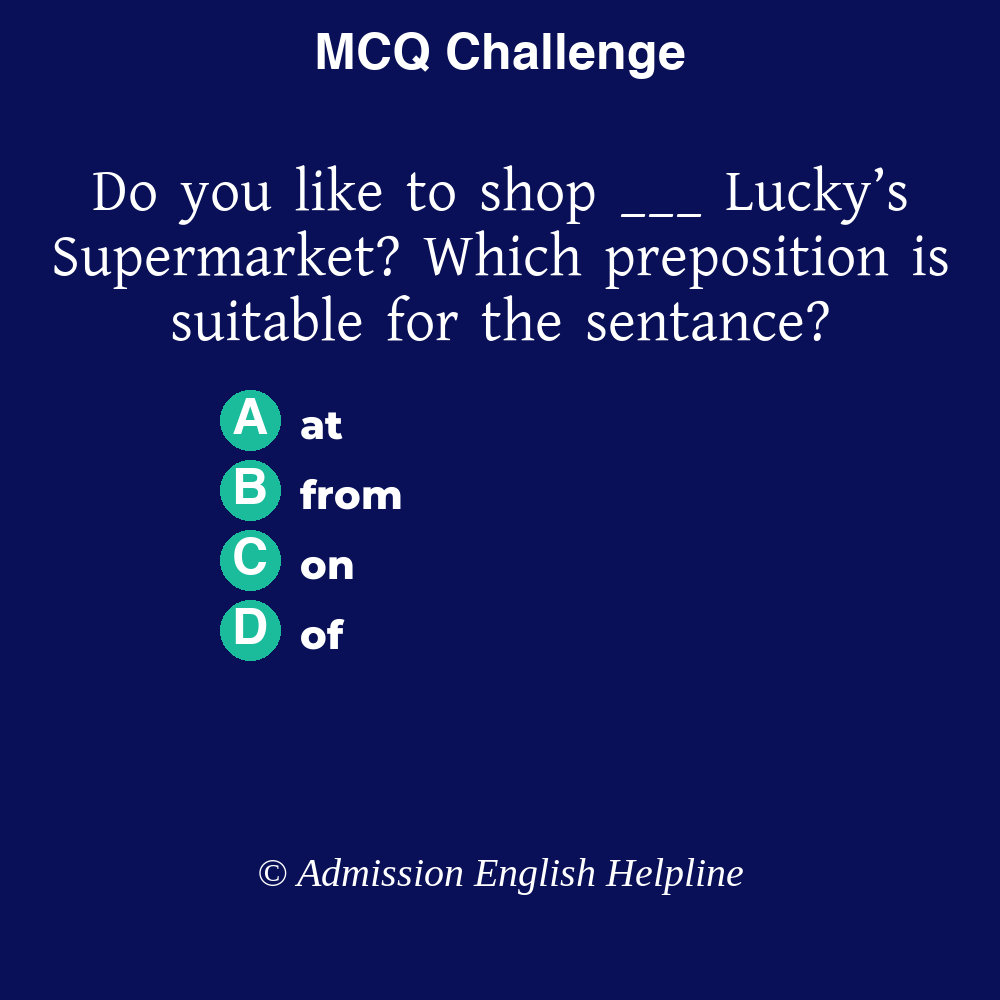 MCQ Challenge
Do you like to shop ___ Lucky’s
Supermarket? Which preposition is
suitable for the sentance?
A at
B from
C on
D of
© Admission English Helpline